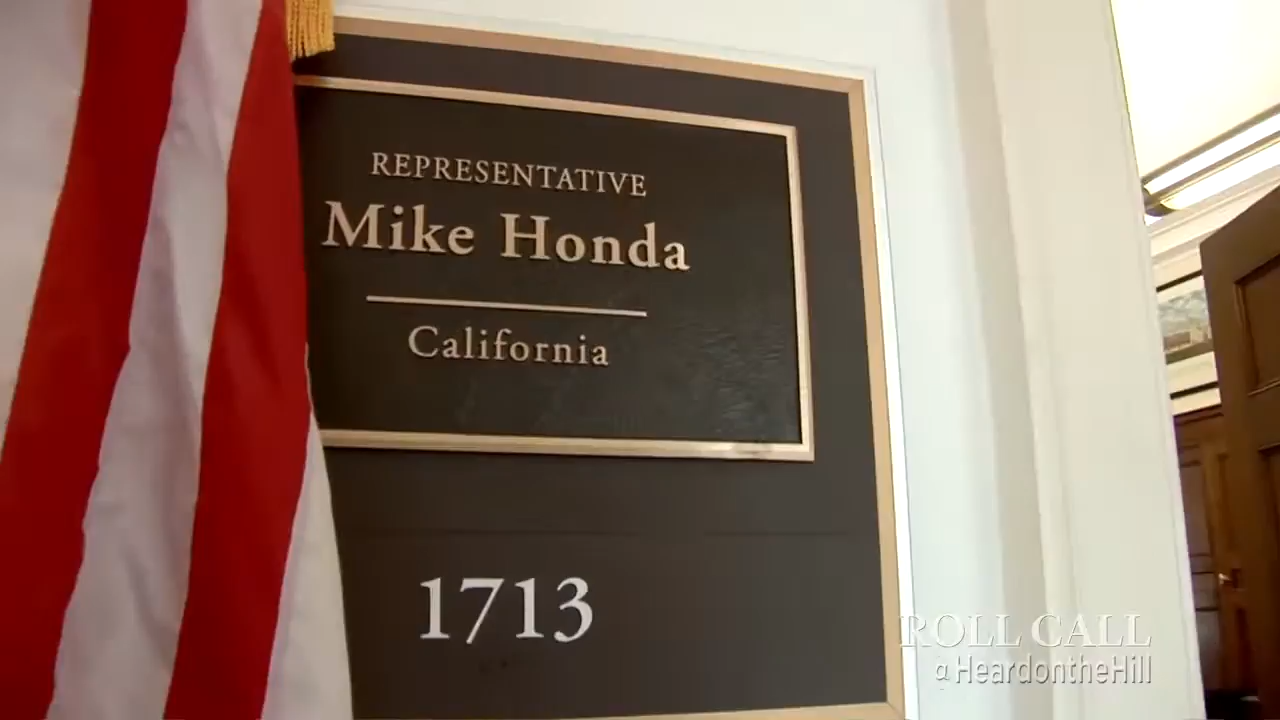 REPRESENTATIVE
Mike Honda
California
1713
ROLL CALL
@HeardontheHill